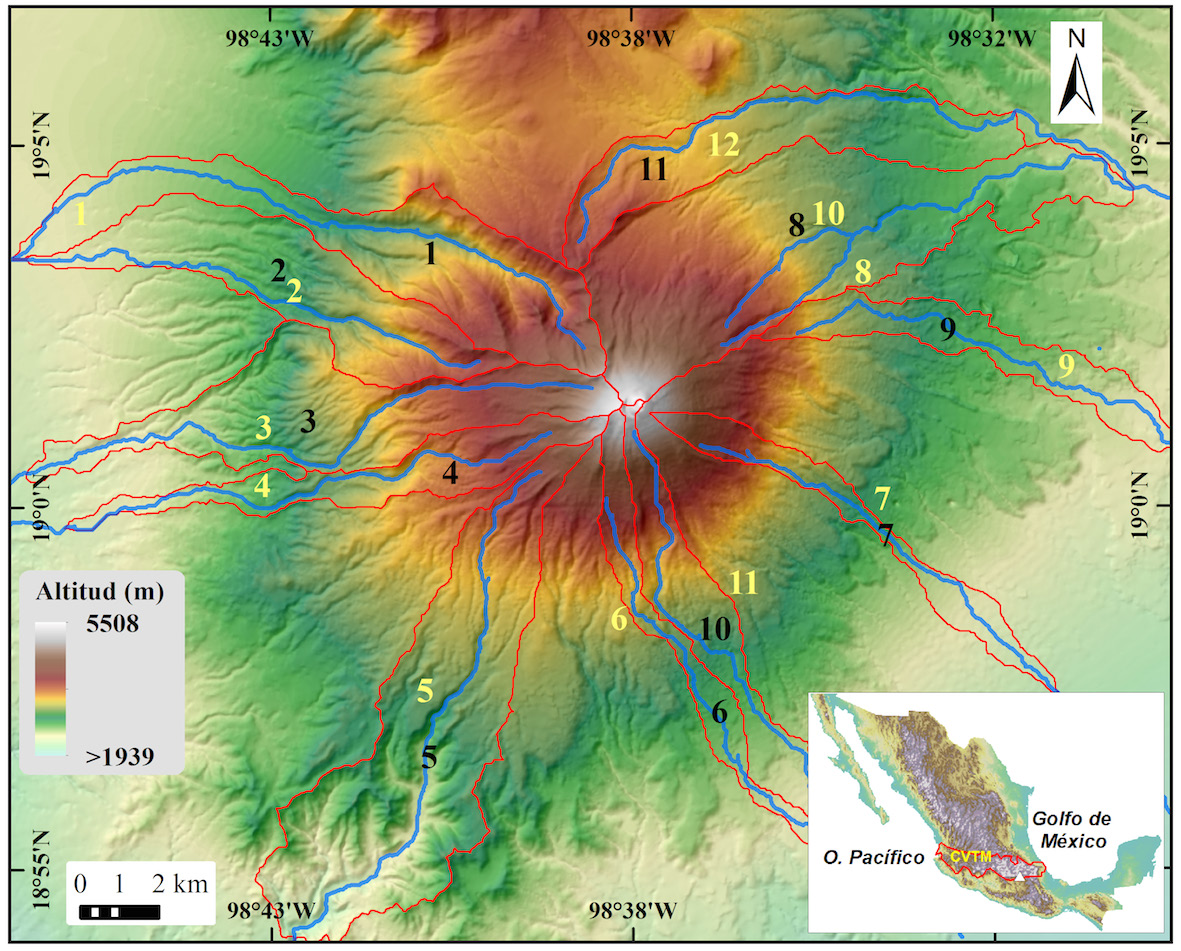 98°43'W
98°38'W
98°32'W
N
19°5'N
19°5'N
12
11
1
8
10
1
2
2
8
9
9
3
3
4
4
19°0'N
19°0'N
7
7
11
6
10
5
6
5
Altitud (m)
5508
>1939
Golfo de
México
O. Pacífico
CVTM
18°55'N
0 1 2 km
98°43'W
98°38'W